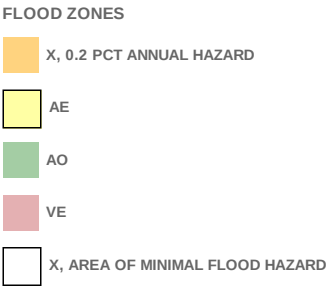 FLOOD ZONES
X, 0.2 PCT ANNUAL HAZARD
AE
AO
VE
X, AREA OF MINIMAL FLOOD HAZARD